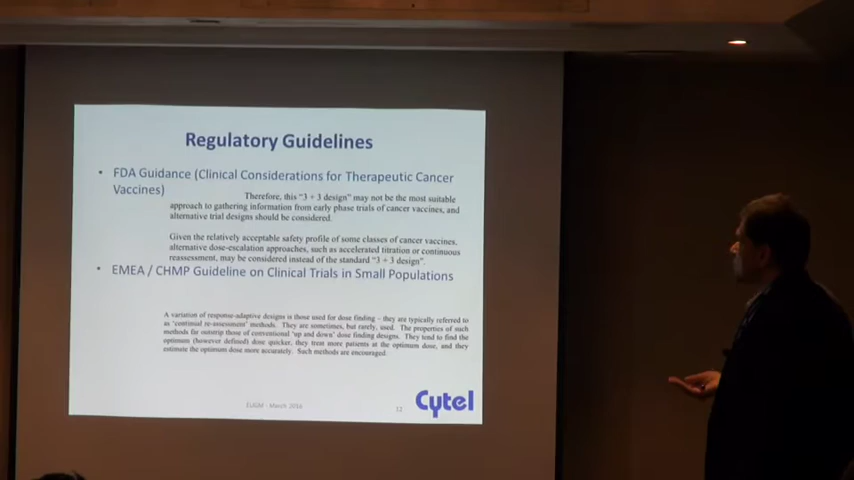 Regulatory Guidelines
• FDA Guidance (Clinical Considerations for Therapeutic Cancer
Vaccines)
Therefore, this "3 + 3 design" may not be the most suitable
approach to gathering information from early phase trials of cancer vaccines, and
alternative trial designs should be considered.
Given the relatively acceptable safety profile of some classes of cancer vaccines,
alternative dose-escalation approaches, such as accelerated titration or continuous
reassessment, may be considered instead of the standard "3 + 3 design".
• EMEA / CHMP Guideline on Clinical Trials in Small Populations
A variation of response-adaptive designs is those used for dose finding – they are typically referred to
as 'continual re-assessment' methods. They are sometimes, but rarely, used. The properties of such
methods far outstrip those of conventional 'up and down' dose finding designs. They tend to find the
optimum (however defined) dose quicker, they treat more patients at the optimum dose, and they
estimate the optimum dose more accurately. Such methods are encouraged.
March 2016
Cytel